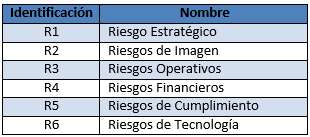 Identificación Nombre
R1 Riesgo Estratégico
R2 Riesgos de Imagen
R3 Riesgos Operativos
R4 Riesgos Financieros
R5 Riesgos de Cumplimiento
R6 Riesgos de Tecnología